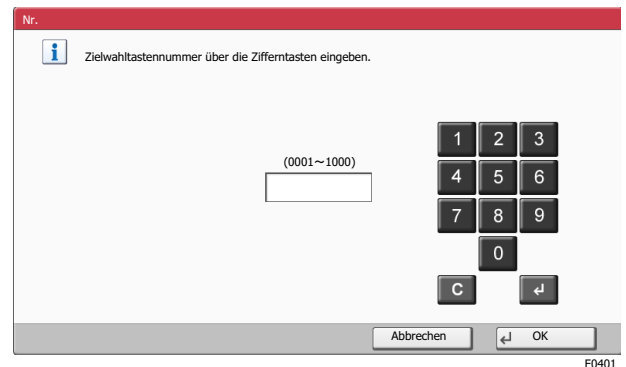 Nr.
Zielwahltastennummer über die Zifferntasten eingeben.
(0001～1000)
1 2 3
4 5 6
7 8 9
0
C ↵
Abbrechen ↵ OK
F0401